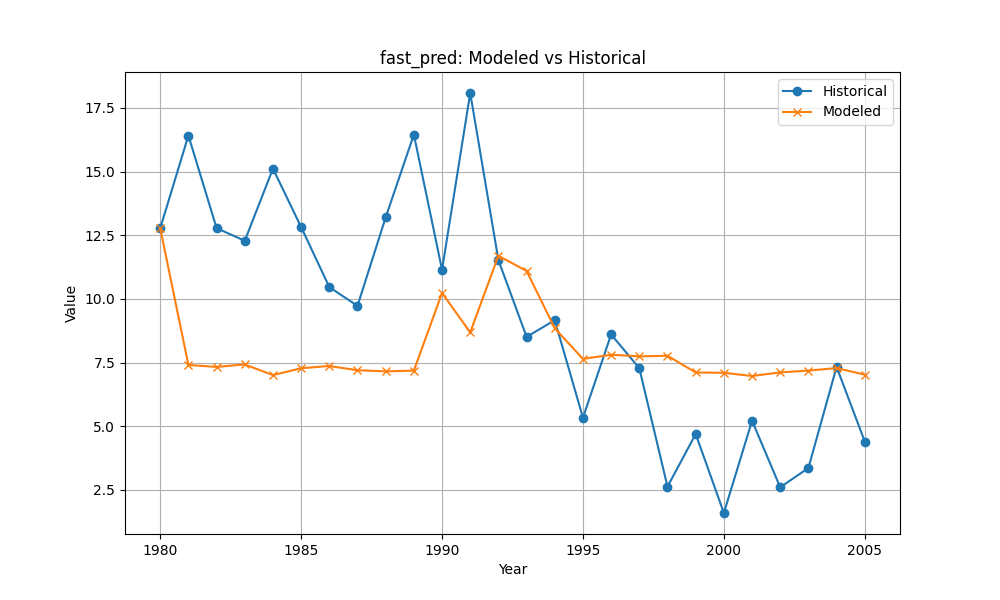 fast_pred: Modeled vs Historical
Historical
Modeled
17.5
15.0
12.5
10.0
7.5
5.0
2.5
Value
1980
1985
1990
1995
2000
2005
Year